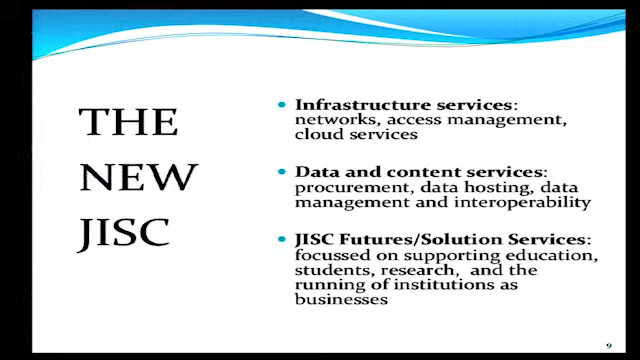 THE
NEW
JISC
• Infrastructure services:
networks, access management,
cloud services
• Data and content services:
procurement, data hosting, data
management and interoperability
• JISC Futures/Solution Services:
focussed on supporting education,
students, research, and the
running of institutions as
businesses
9